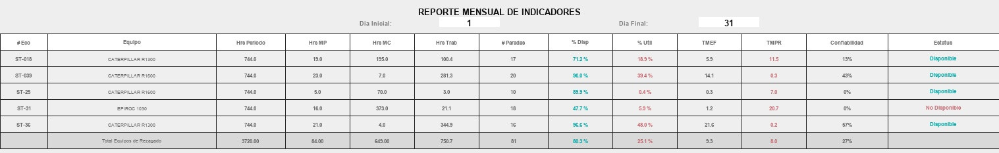 REPORTE MENSUAL DE INDICADORES
Dia Inicial: 1 Dia Final: 31
# Eco Equipo Hrs Periodo Hrs MP Hrs MC Hrs Trab # Paradas % Disp % Util TMEF TMPR Confiabilidad Estatus
ST-018 CATERPILLAR R1300 744.0 19.0 195.0 100.4 17 71.2 % 18.9 % 5.9 11.5 13% Disponible
ST-039 CATERPILLAR R1600 744.0 23.0 7.0 281.3 20 96.0 % 39.4 % 14.1 0.3 43% Disponible
ST-25 CATERPILLAR R1600 744.0 5.0 70.0 3.0 10 89.9 % 0.4 % 0.3 7.0 0% Disponible
ST-31 EPIROC 1030 744.0 16.0 373.0 21.1 18 47.7 % 5.9 % 1.2 20.7 0% No Disponible
ST-36 CATERPILLAR R1300 744.0 21.0 4.0 344.9 16 96.6 % 48.0 % 21.6 0.2 57% Disponible
Total Equipos de Rezagado 3720.00 84.00 649.00 750.7 81 80.3 % 25.1 % 9.3 8.0 27%